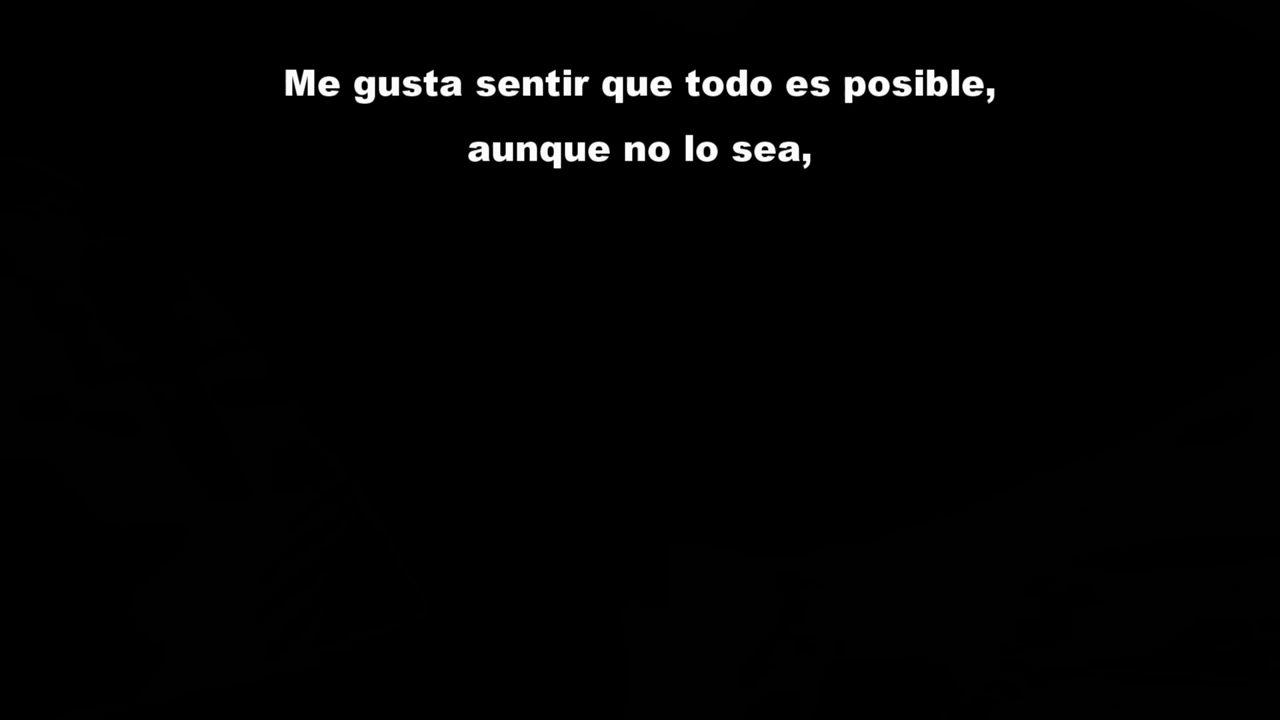 Me gusta sentir que todo es posible,
aunque no lo sea,